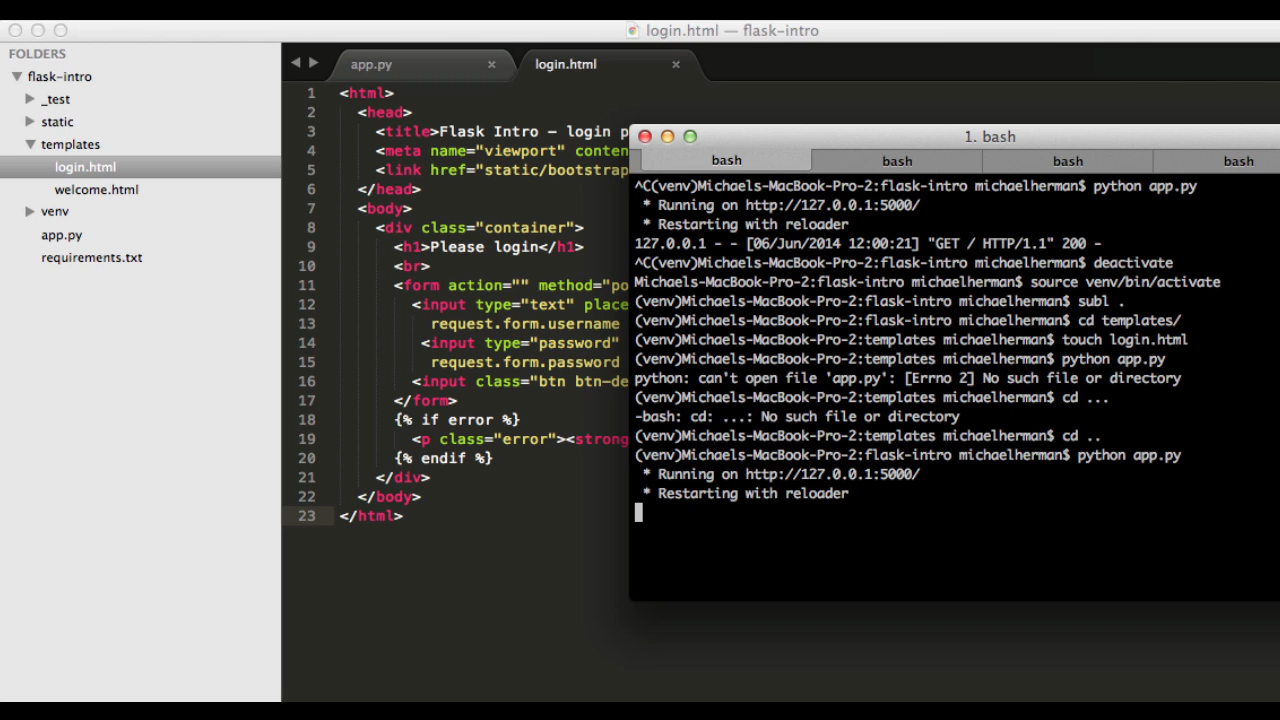 login.html — flask-intro
FOLDERS
flask-intro
_test
static
templates
login.html
welcome.html
venv
app.py
requirements.txt
app.py
login.html
1 <html>
2 <head>
3 <title>Flask Intro - login p
4 <meta name="viewport" conten
5 <link href="static/bootstrap
6 </head>
7 <body>
8 <div class="container">
9 <h1>Please login</h1>
10 <br>
11 <form action="" method="po
12 <input type="text" place
13 request.form.username
14 <input type="password"
15 request.form.password
16 <input class="btn btn-de
17 </form>
18 {% if error %}
19 <p class="error"><strong
20 {% endif %}
21 </div>
22 </body>
23 </html>
1. bash
bash bash bash bash
^C(venv)Michaels-MacBook-Pro-2:flask-intro michaelherman$ python app.py
* Running on http://127.0.0.1:5000/
* Restarting with reloader
127.0.0.1 - - [06/Jun/2014 12:00:21] "GET / HTTP/1.1" 200 -
^C(venv)Michaels-MacBook-Pro-2:flask-intro michaelherman$ deactivate
Michaels-MacBook-Pro-2:flask-intro michaelherman$ source venv/bin/activate
(venv)Michaels-MacBook-Pro-2:flask-intro michaelherman$ subl .
(venv)Michaels-MacBook-Pro-2:flask-intro michaelherman$ cd templates/
(venv)Michaels-MacBook-Pro-2:templates michaelherman$ touch login.html
(venv)Michaels-MacBook-Pro-2:templates michaelherman$ python app.py
python: can't open file 'app.py': [Errno 2] No such file or directory
(venv)Michaels-MacBook-Pro-2:templates michaelherman$ cd ...
-bash: cd: ...: No such file or directory
(venv)Michaels-MacBook-Pro-2:templates michaelherman$ cd ..
(venv)Michaels-MacBook-Pro-2:flask-intro michaelherman$ python app.py
* Running on http://127.0.0.1:5000/
* Restarting with reloader